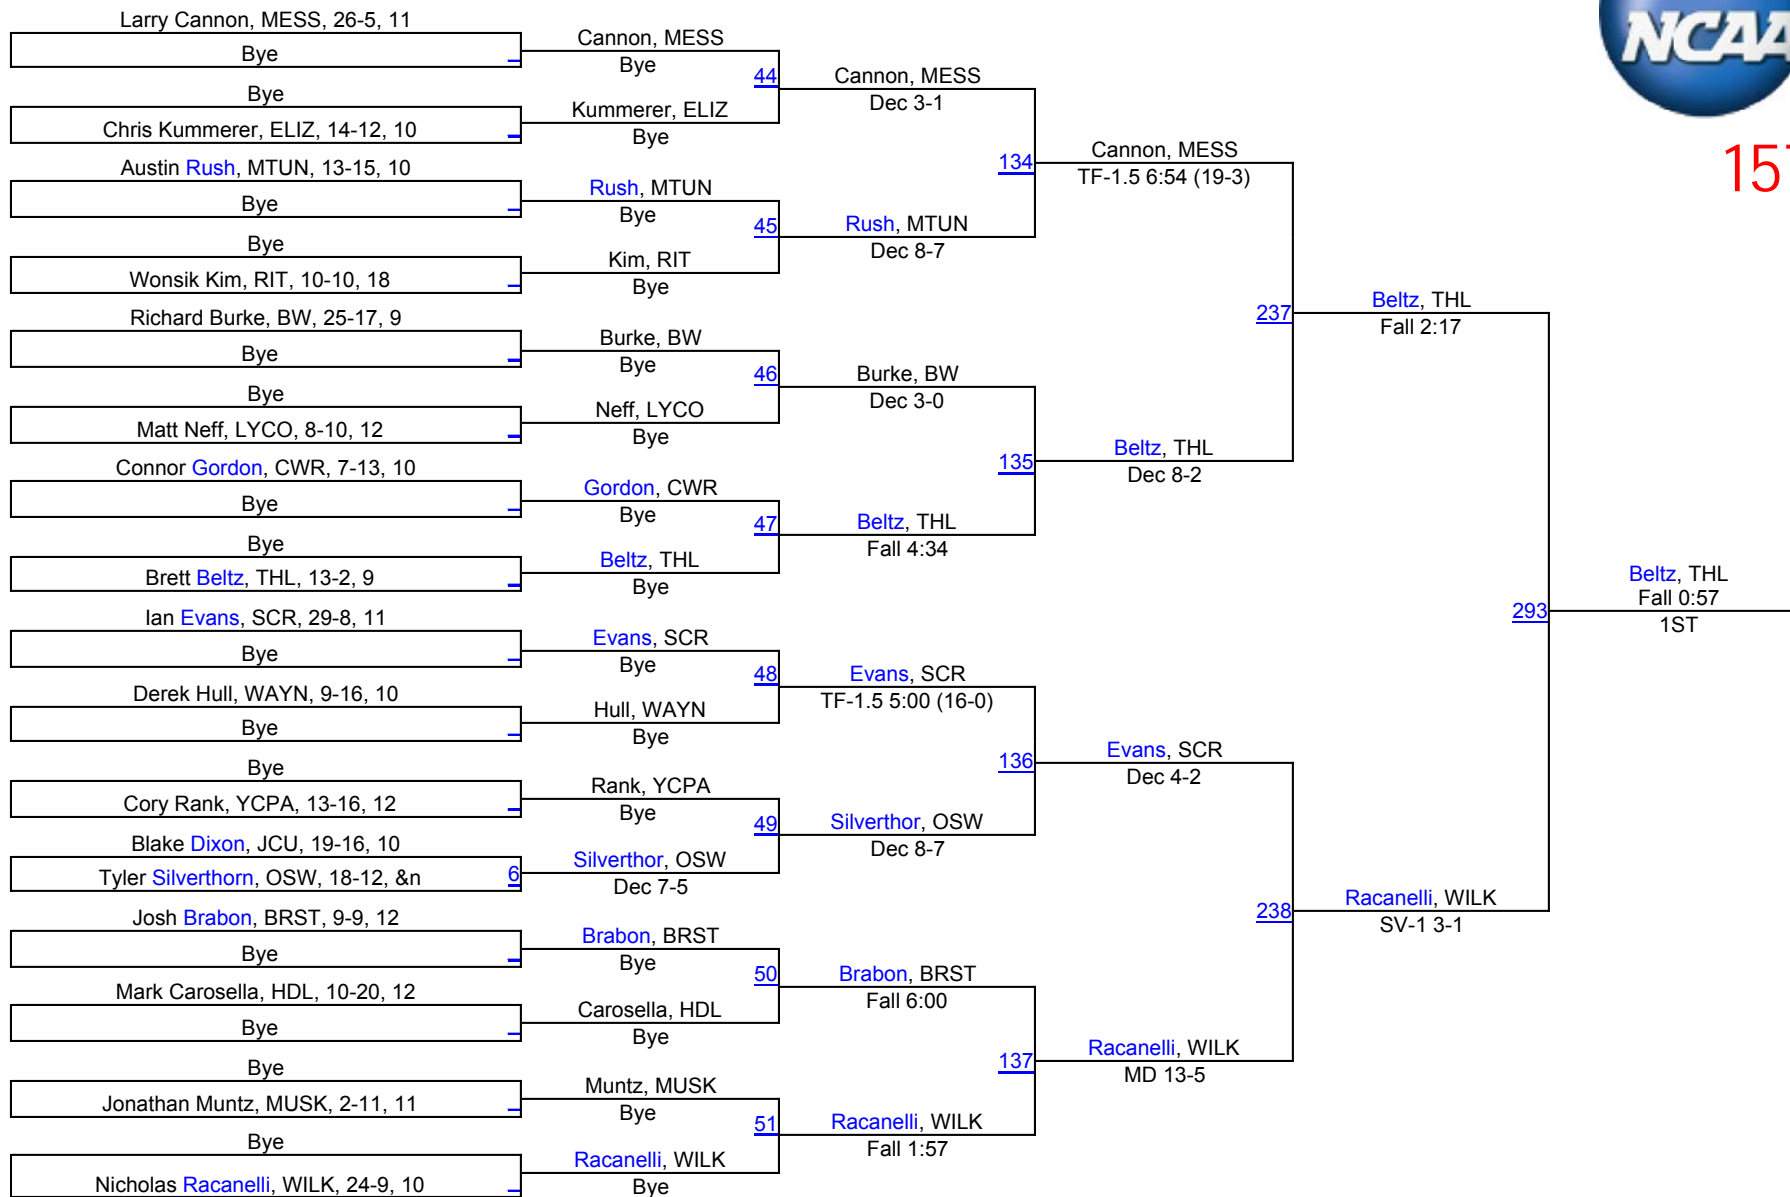 Larry Cannon, MESS, 26-5, 11
Bye
Bye
Chris Kummerer, ELIZ, 14-12, 10
Austin Rush, MTUN, 13-15, 10
Bye
Bye
Wonsik Kim, RIT, 10-10, 18
Richard Burke, BW, 25-17, 9
Bye
Bye
Matt Neff, LYCO, 8-10, 12
Connor Gordon, CWR, 7-13, 10
Bye
Bye
Brett Beltz, THL, 13-2, 9
Ian Evans, SCR, 29-8, 11
Bye
Derek Hull, WAYN, 9-16, 10
Bye
Bye
Cory Rank, YCPA, 13-16, 12
Blake Dixon, JCU, 19-16, 10
Tyler Silverthorn, OSW, 18-12, &n
6
Josh Brabon, BRST, 9-9, 12
Bye
Mark Carosella, HDL, 10-20, 12
Bye
Bye
Jonathan Muntz, MUSK, 2-11, 11
Bye
Nicholas Racanelli, WILK, 24-9, 10
Cannon, MESS
Bye
44
Kummerer, ELIZ
Bye
Rush, MTUN
Bye
45
Kim, RIT
Bye
Burke, BW
Bye
46
Neff, LYCO
Bye
Gordon, CWR
Bye
47
Beltz, THL
Bye
Evans, SCR
Bye
48
Hull, WAYN
Bye
Rank, YCPA
Bye
49
Silverthor, OSW
Dec 7-5
Brabon, BRST
Bye
50
Carosella, HDL
Bye
Muntz, MUSK
Bye
51
Racanelli, WILK
Bye
Cannon, MESS
Dec 3-1
134
Rush, MTUN
Dec 8-7
Burke, BW
Dec 3-0
135
Beltz, THL
Fall 4:34
Evans, SCR
TF-1.5 5:00 (16-0)
136
Silverthor, OSW
Dec 8-7
Brabon, BRST
Fall 6:00
137
Racanelli, WILK
Fall 1:57
Cannon, MESS
TF-1.5 6:54 (19-3)
237
Beltz, THL
Dec 8-2
Evans, SCR
Dec 4-2
238
Racanelli, WILK
MD 13-5
Beltz, THL
Fall 2:17
293
Racanelli, WILK
SV-1 3-1
Beltz, THL
Fall 0:57
1ST
NCAA
157